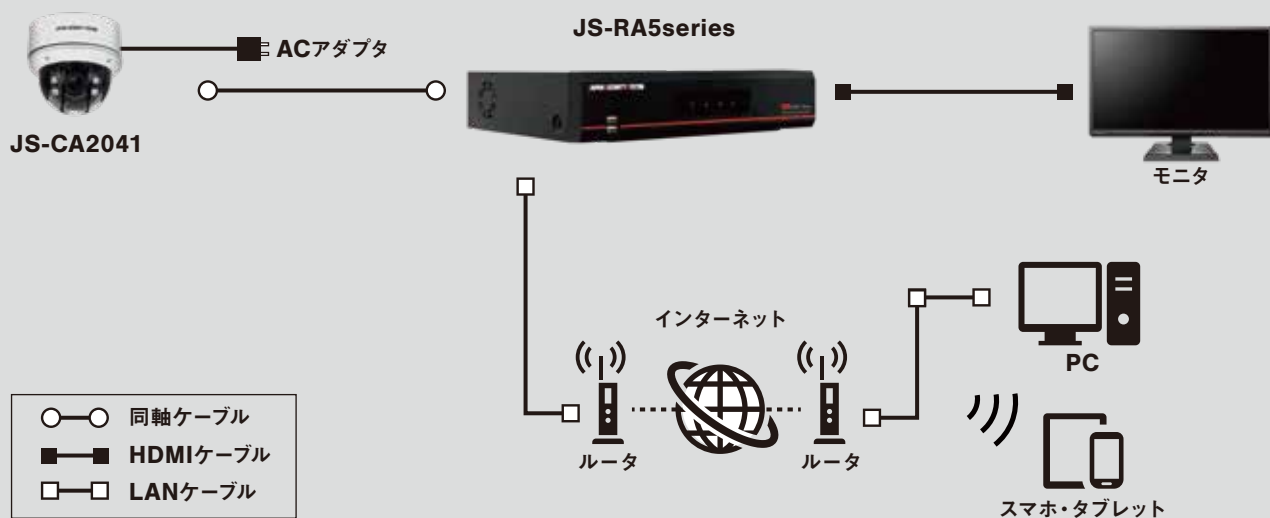 JS-RA5series
ACアダプタ
JS-CA2041
モニタ
インターネット
PC
ルータ
ルータ
スマホ・タブレット
同軸ケーブル
HDMIケーブル
LANケーブル